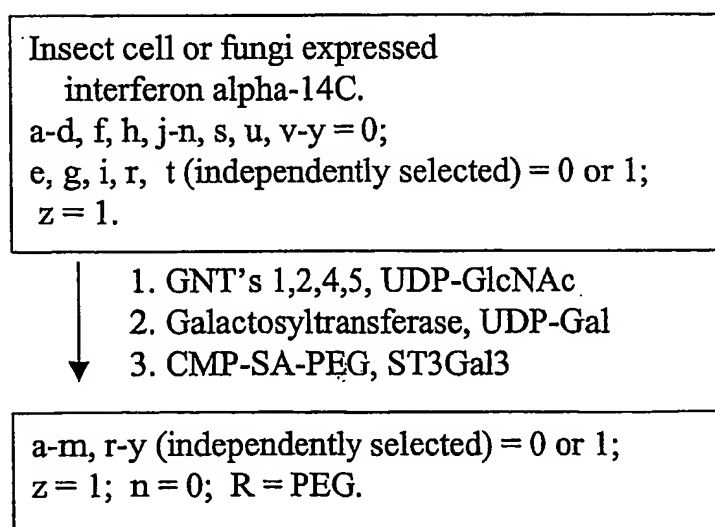 Insect cell or fungi expressed
interferon alpha-14C.
a-d, f, h, j-n, s, u, v-y = 0;
e, g, i, r, t (independently selected) = 0 or 1;
z = 1.
1. GNT's 1,2,4,5, UDP-GlcNAc
2. Galactosyltransferase, UDP-Gal
3. CMP-SA-PEG, ST3Gal3
a-m, r-y (independently selected) = 0 or 1;
z = 1; n = 0; R = PEG.